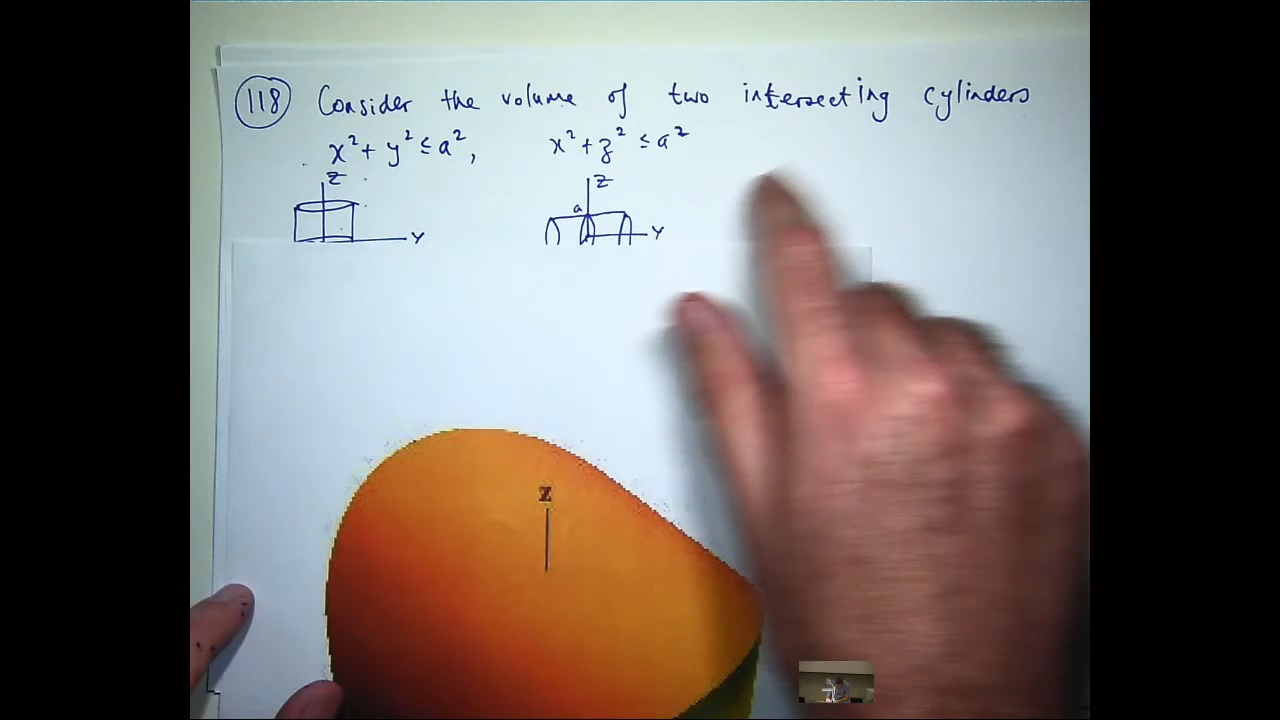 118 Consider the volume of two intersecting cylinders
x² + y² ≤ a², x² + z² ≤ a²
z z
a
y y
z